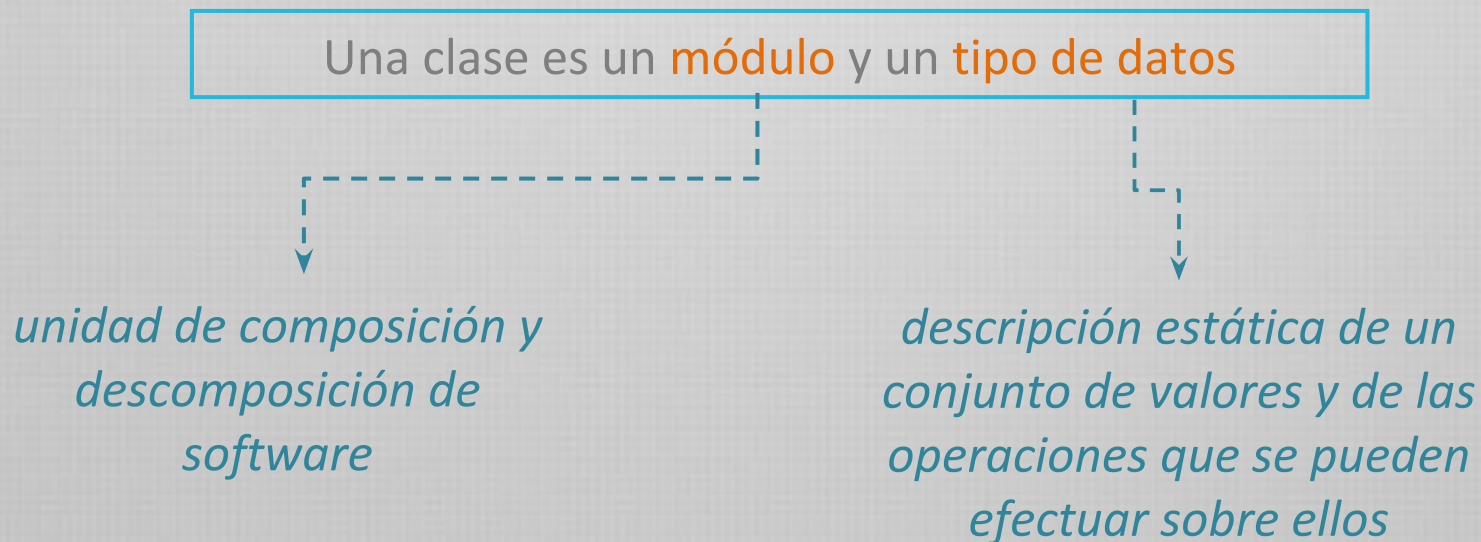 Una clase es un módulo y un tipo de datos
unidad de composición y
descomposición de
software
descripción estática de un
conjunto de valores y de las
operaciones que se pueden
efectuar sobre ellos